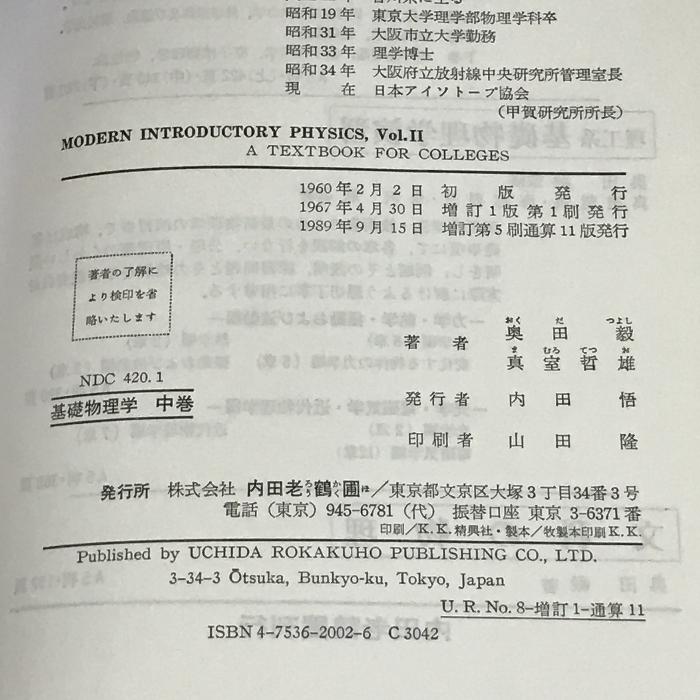 昭和19年 東京大学理学部物理学科卒
昭和31年 大阪市立大学勤務
昭和33年 理学博士
昭和34年 大阪府立放射線中央研究所管理室長
現 在 日本アイソトープ協会
(甲賀研究所所長)
MODERN INTRODUCTORY PHYSICS, Vol.II
A TEXTBOOK FOR COLLEGES
1960年2月2日 初版発行
1967年4月30日 増訂1版第1刷発行
1989年9月15日 増訂第5刷通算11版発行
著者の了解に
より検印を省
略いたします
NDC 420.1
基礎物理学 中巻
おく だ つよし
著者 奥田毅
ま むろ てつ お
真室哲雄
発行者 内田悟
印刷者 山田隆
発行所 株式会社 内田老鶴圃/東京都文京区大塚3丁目34番3号
電話(東京)945-6781(代) 振替口座 東京 3-6371番
印刷/K.K.精興社・製本/牧製本印刷K.K.
Published by UCHIDA ROKAKUHO PUBLISHING CO., LTD.
3-34-3 Ōtsuka, Bunkyo-ku, Tokyo, Japan
U. R. No. 8-増訂1-通算11
ISBN 4-7536-2002-6 C3042